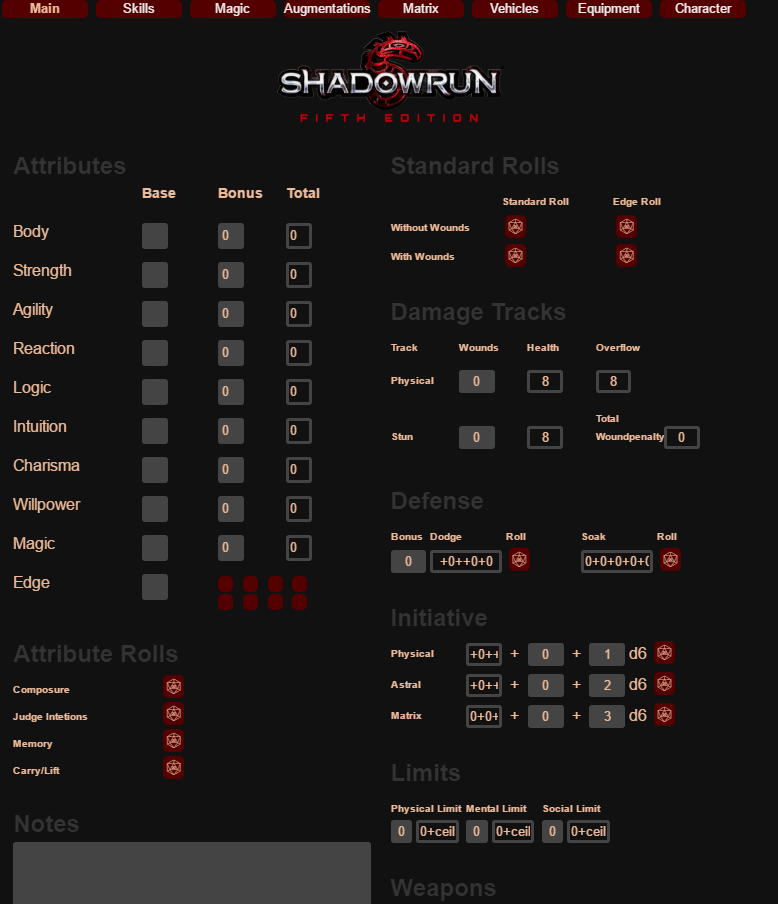 Main Skills Magic Augmentations Matrix Vehicles Equipment Character
SHADOWRUN
FIFTH EDITION
Attributes
Base Bonus Total
Body 0 0
Strength 0 0
Agility 0 0
Reaction 0 0
Logic 0 0
Intuition 0 0
Charisma 0 0
Willpower 0 0
Magic 0 0
Edge
Attribute Rolls
Composure
Judge Intetions
Memory
Carry/Lift
Notes
Standard Rolls
Standard Roll Edge Roll
Without Wounds
With Wounds
Damage Tracks
Track Wounds Health Overflow
Physical 0 8 8
Total
Stun 0 8 Woundpenalty 0
Defense
Bonus Dodge Roll Soak Roll
0 +0++0+0 0+0+0+0+0
Initiative
Physical +0++ + 0 + 1 d6
Astral +0++ + 0 + 2 d6
Matrix 0+0+ + 0 + 3 d6
Limits
Physical Limit Mental Limit Social Limit
0 0+ceil 0 0+ceil 0 0+ceil
Weapons